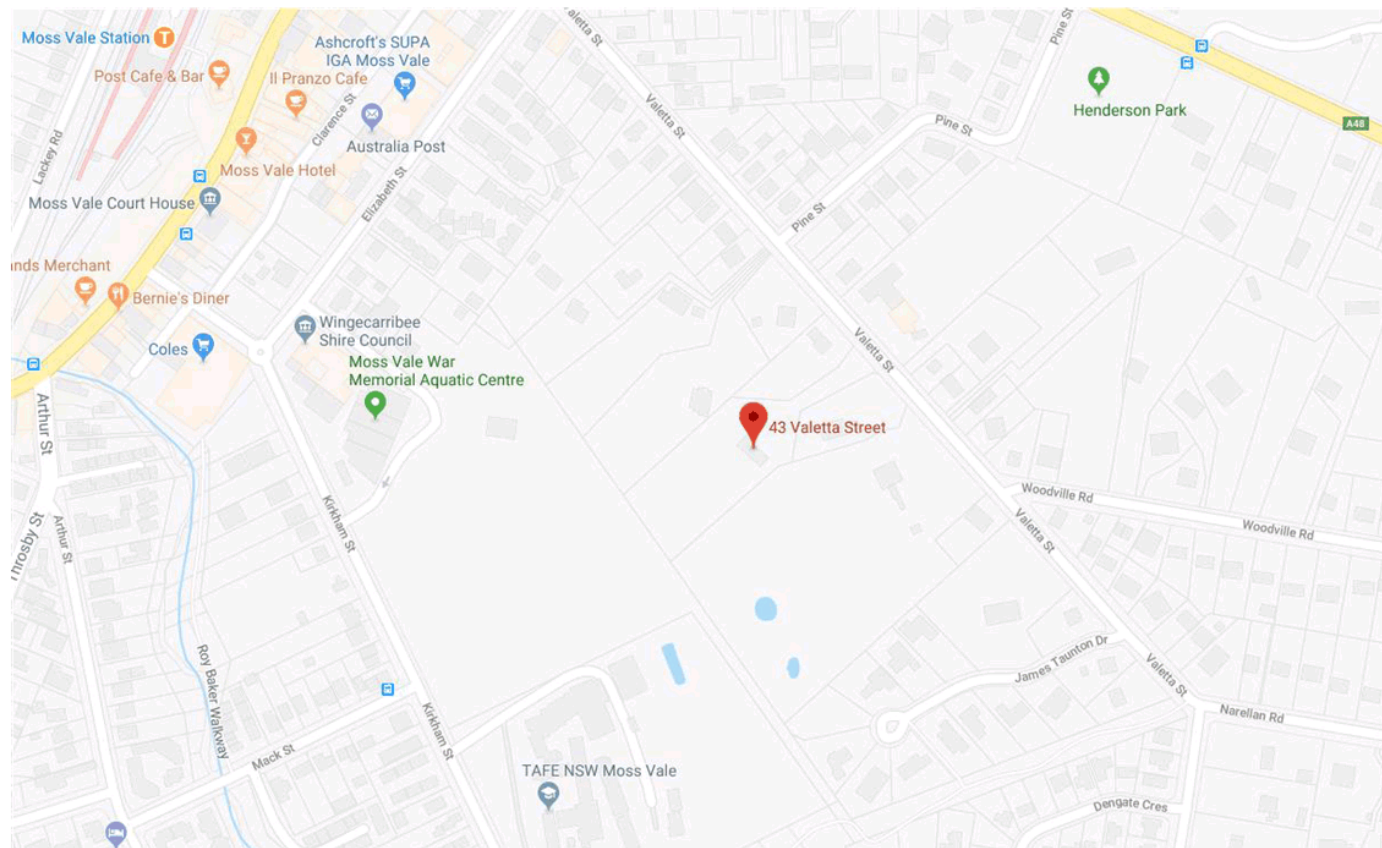 Moss Vale Station
T
Post Cafe & Bar
Ashcroft's SUPA
IGA Moss Vale
Il Pranzo Cafe
Clarence St
Australia Post
Lackey Rd
Moss Vale Hotel
Moss Vale Court House
Elizabeth St
Valetta St
Valetta St
Pine St
Pine St
Pine St
Henderson Park
A48
ands Merchant
Bernie's Diner
Coles
Wingecarribee
Shire Council
Moss Vale War
Memorial Aquatic Centre
Valetta St
43 Valetta Street
Arthur St
Arthur St
Throsby St
Kirkham St
Woodville Rd
Woodville Rd
Valetta St
James Taunton Dr
Valetta St
Narellan Rd
Roy Baker Walkway
Kirkham St
Mack St
TAFE NSW Moss Vale
Dengate Cres